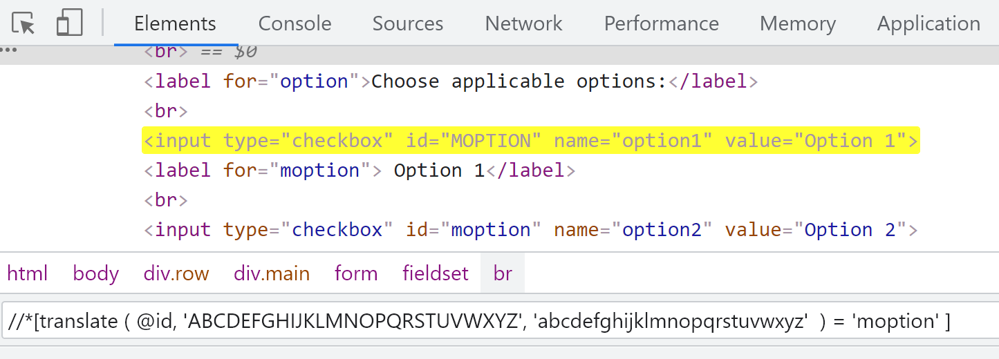 Elements Console Sources Network Performance Memory Application
••• <br> == $0
<label for="option">Choose applicable options:</label>
<br>
<input type="checkbox" id="MOPTION" name="option1" value="Option 1">
<label for="moption"> Option 1</label>
<br>
<input type="checkbox" id="moption" name="option2" value="Option 2">
html body div.row div.main form fieldset br
//*[translate ( @id, 'ABCDEFGHIJKLMNOPQRSTUVWXYZ', 'abcdefghijklmnopqrstuvwxyz'  ) = 'moption' ]